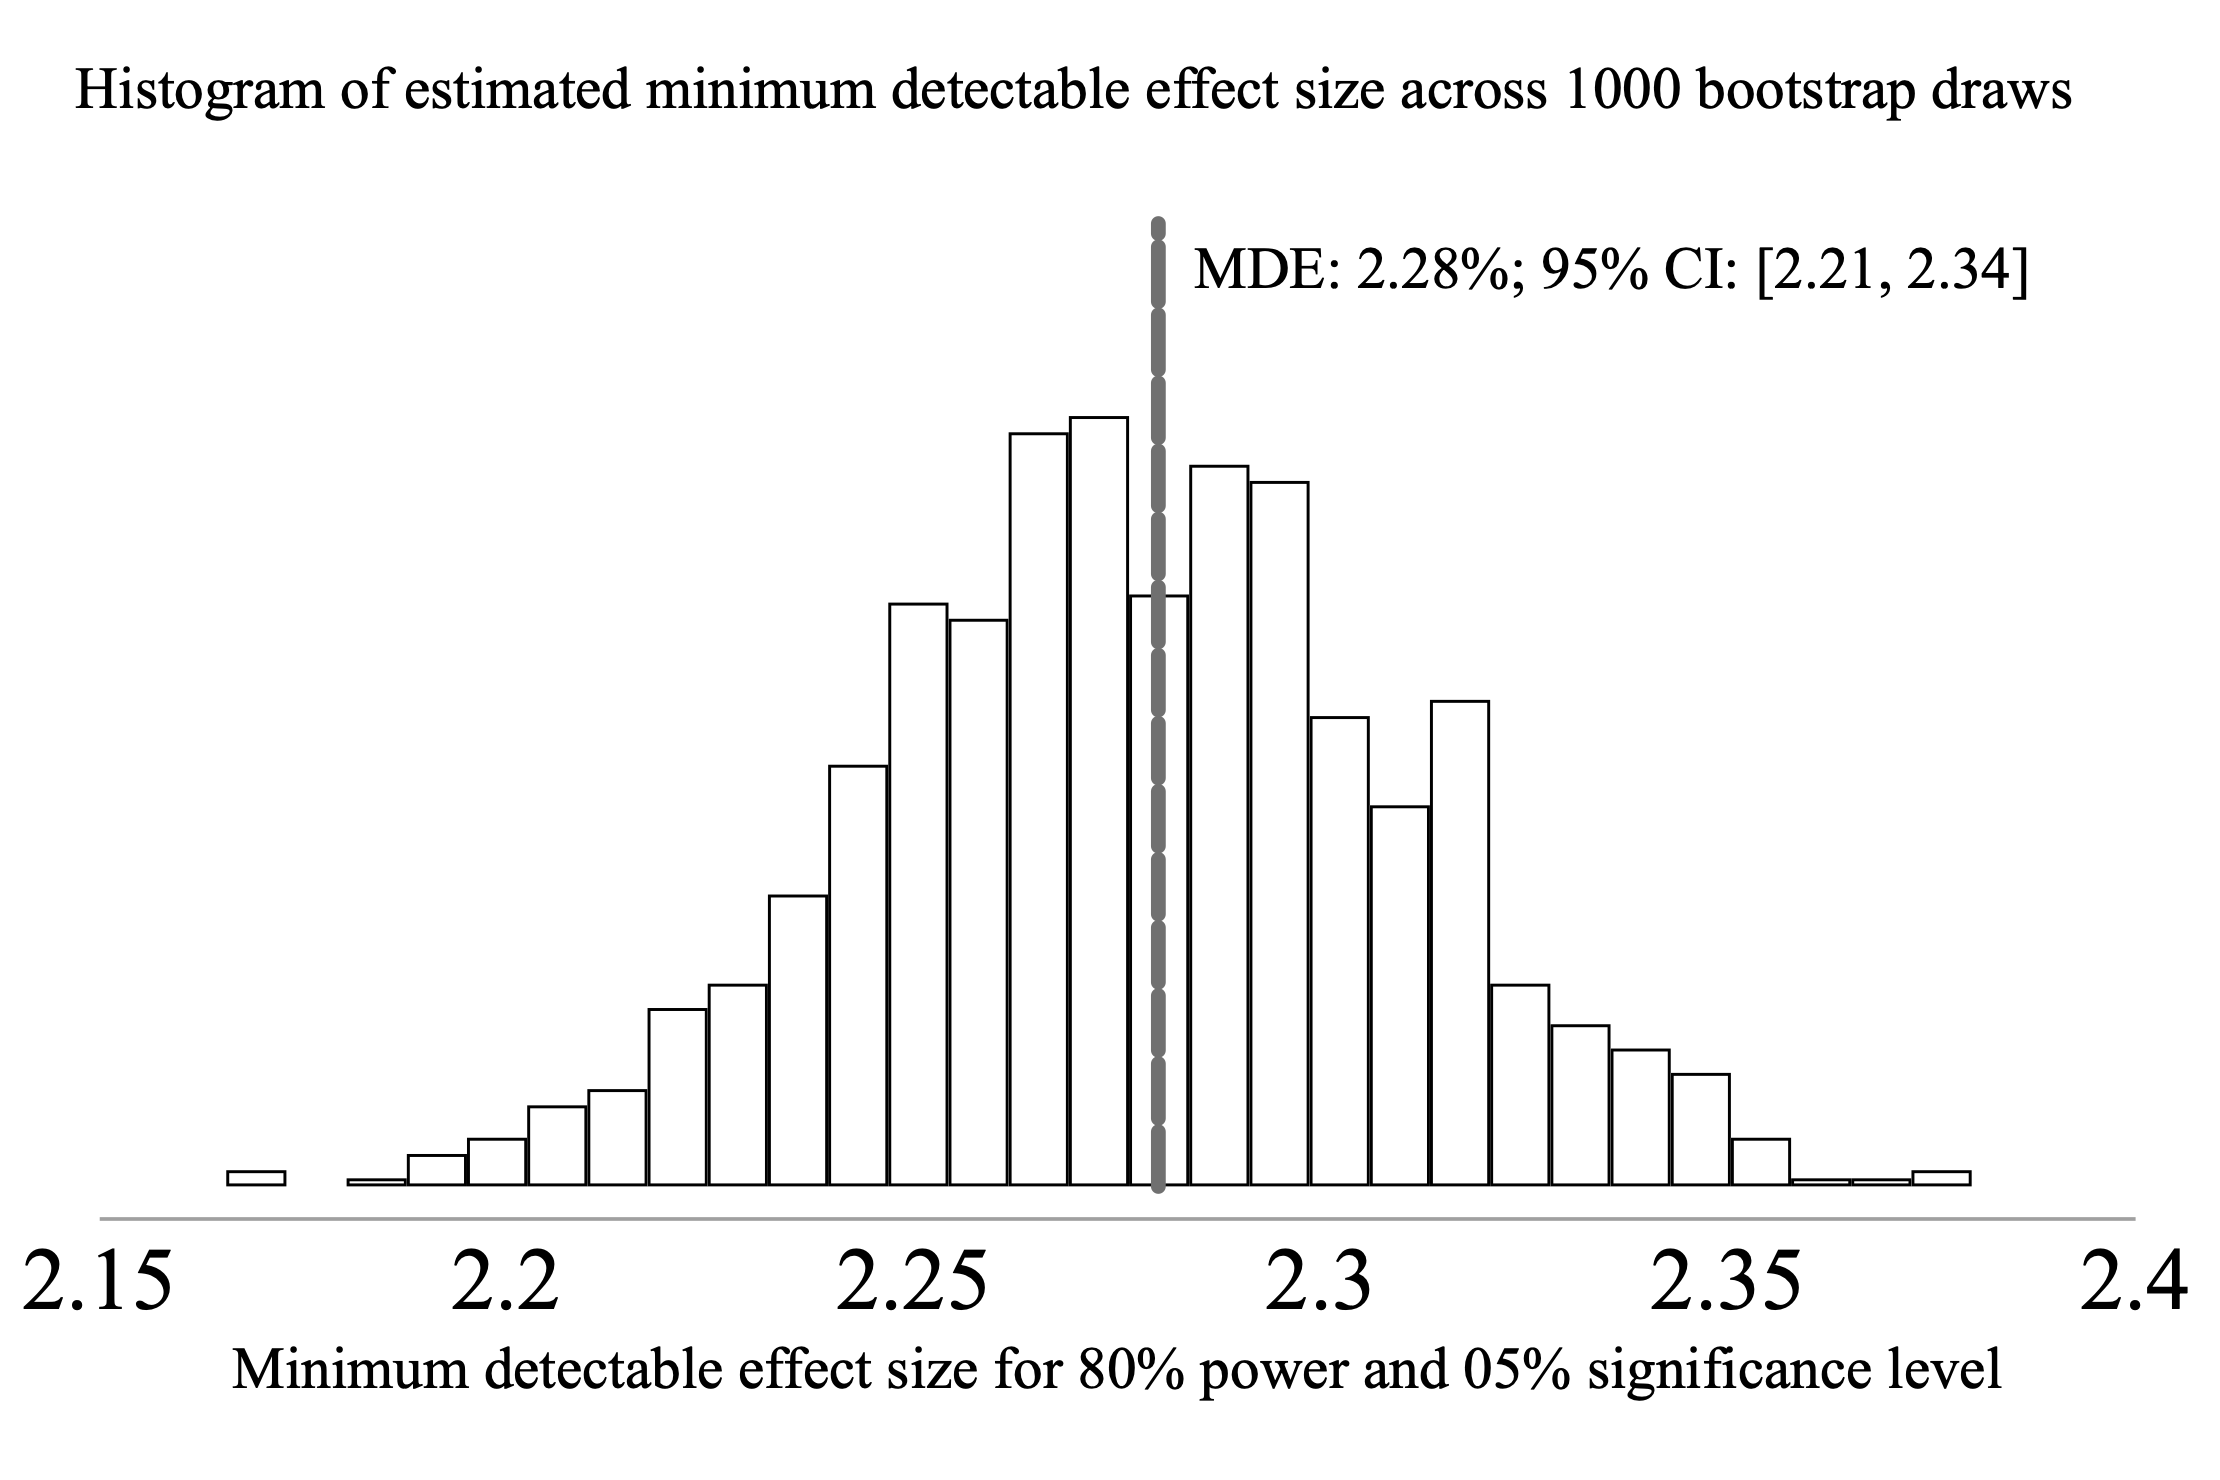 Histogram of estimated minimum detectable effect size across 1000 bootstrap draws
MDE: 2.28%; 95% CI: [2.21, 2.34]
2.15 2.2 2.25 2.3 2.35 2.4
Minimum detectable effect size for 80% power and 05% significance level